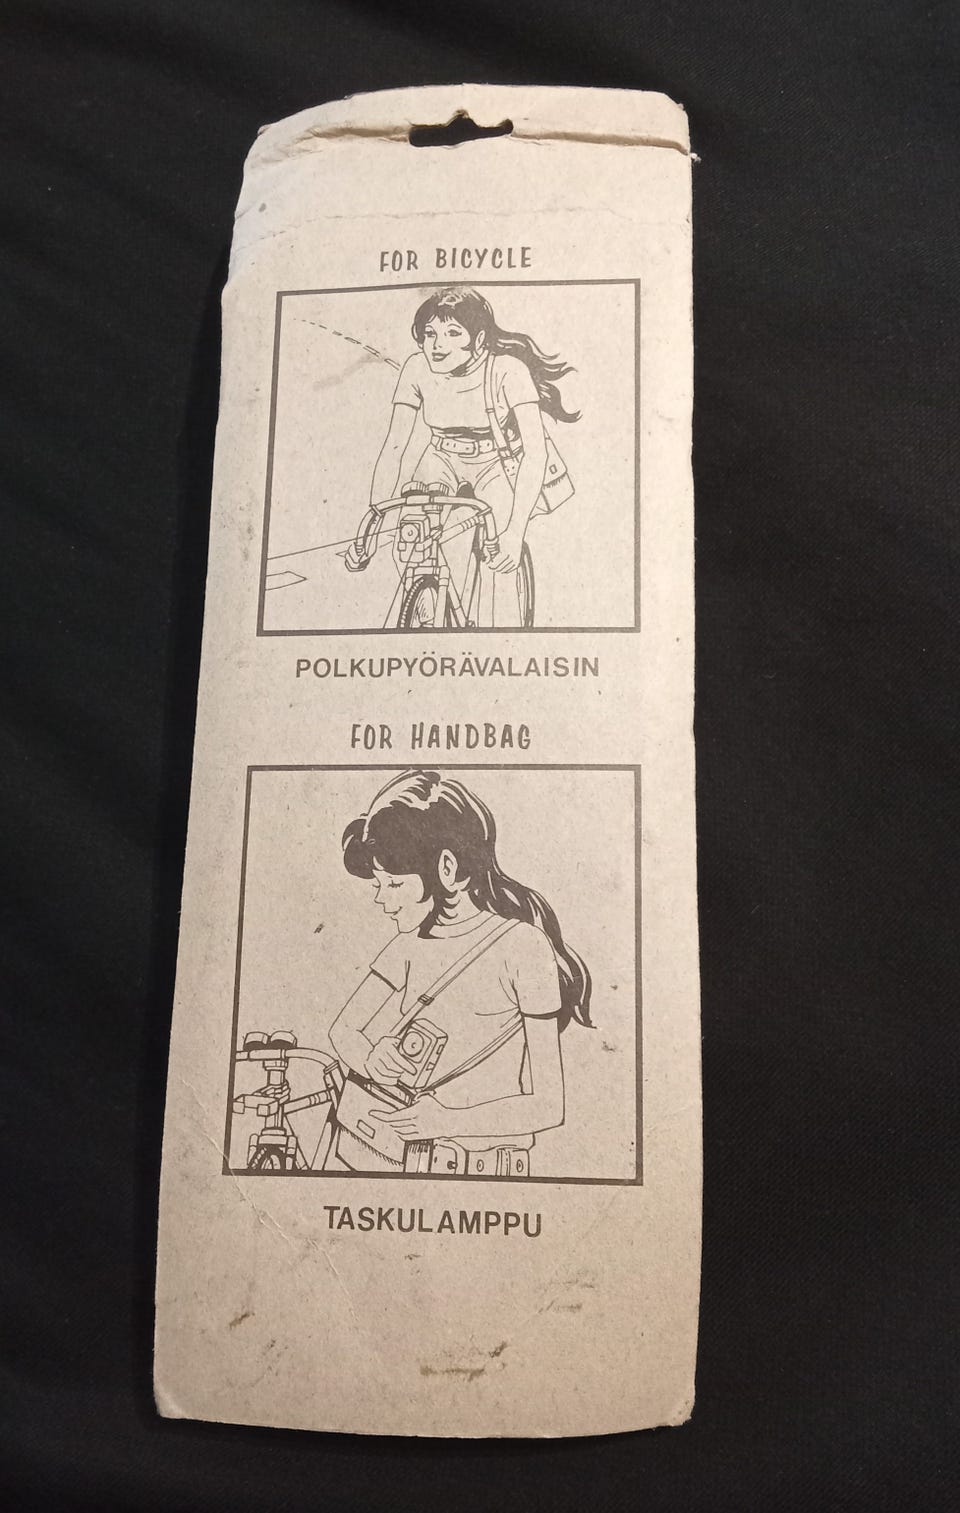 FOR BICYCLE
POLKUPYÖRÄVALAISIN
FOR HANDBAG
TASKULAMPPU